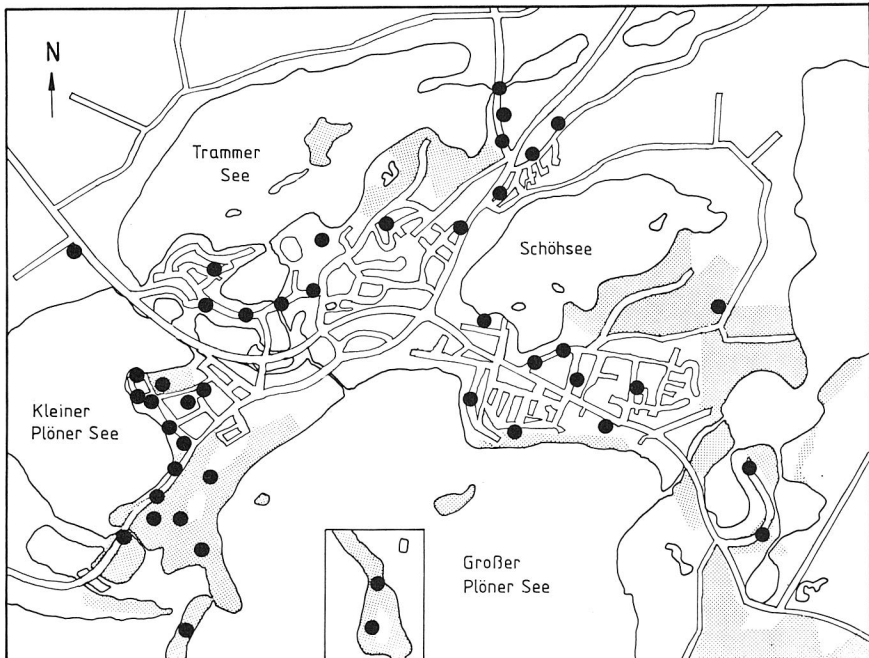 N
Trammer
See
Schöhsee
Kleiner
Plöner See
Großer
Plöner See